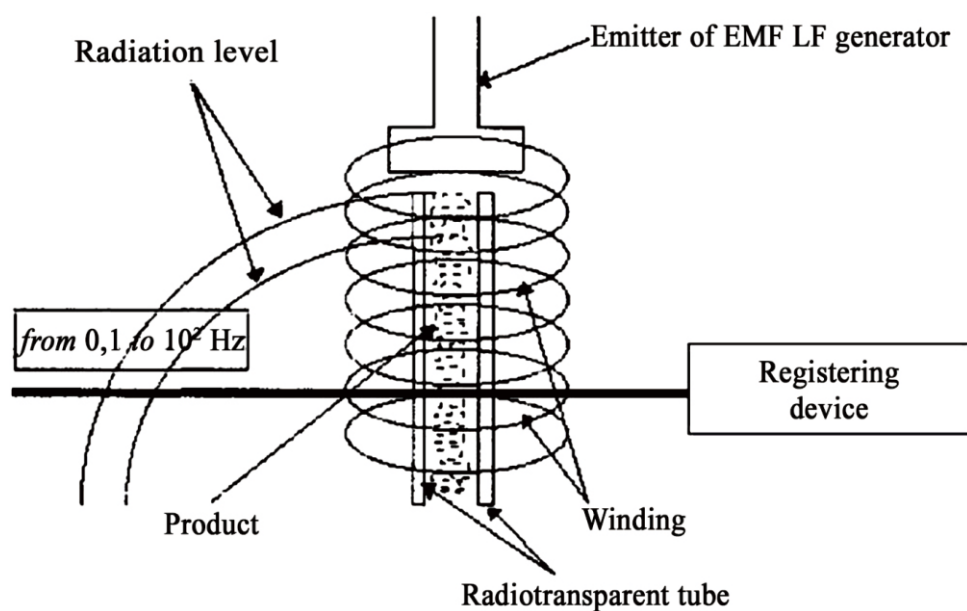 Emitter of EMF LF generator
Radiation level
from 0,1 to 10² Hz
Registering
device
Product
Winding
Radiotransparent tube